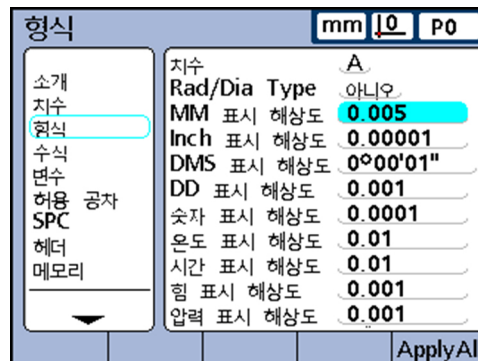 형식
mm 0 P0
소개
치수
형식
수식
변수
허용 공차
SPC
헤더
메모리
치수 A
Rad/Dia Type 아니오
MM 표시 해상도 0.005
Inch 표시 해상도 0.00001
DMS 표시 해상도 0°00'01"
DD 표시 해상도 0.001
숫자 표시 해상도 0.0001
온도 표시 해상도 0.01
시간 표시 해상도 0.01
힘 표시 해상도 0.001
압력 표시 해상도 0.001
Apply Al